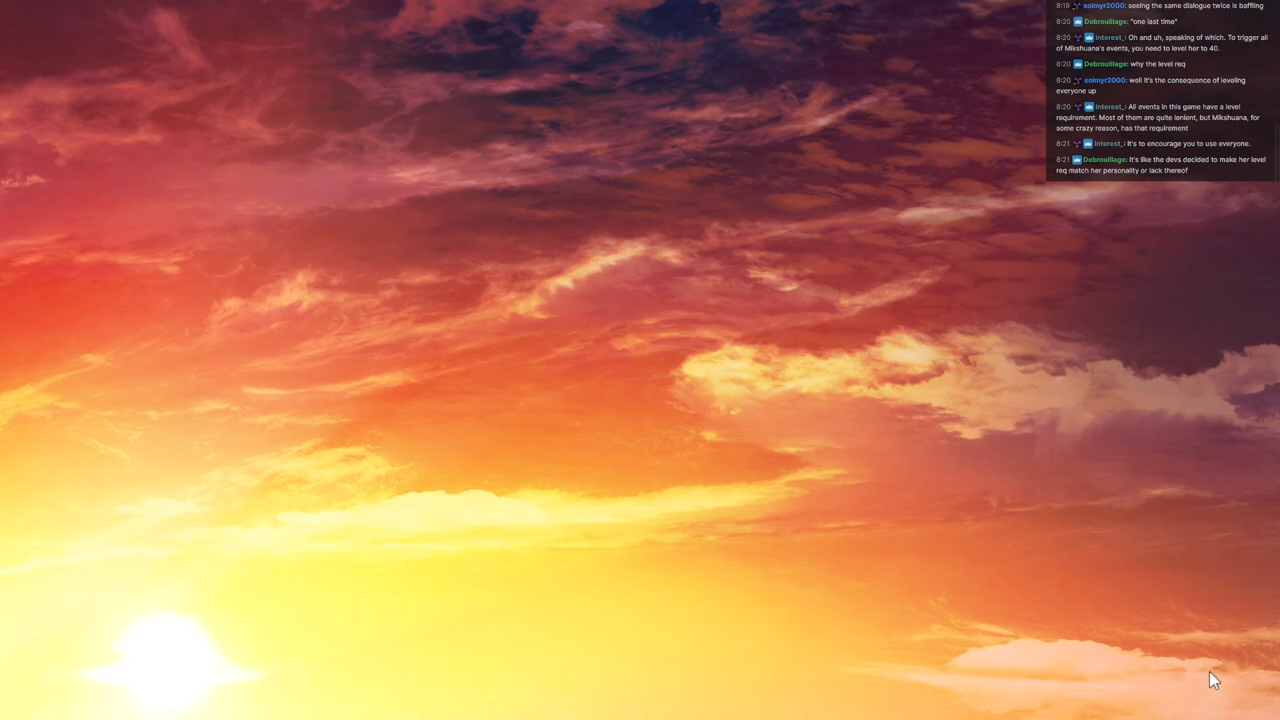 8:19 solmyr2000: seeing the same dialogue twice is baffling
8:20 Debrouillage: "one last time"
8:20 Interest_: Oh and uh, speaking of which. To trigger all
of Mikshuana's events, you need to level her to 40.
8:20 Debrouillage: why the level req
8:20 solmyr2000: well it's the consequence of leveling
everyone up
8:20 Interest_: All events in this game have a level
requirement. Most of them are quite lenient, but Mikshuana, for
some crazy reason, has that requirement
8:21 Interest_: It's to encourage you to use everyone.
8:21 Debrouillage: It's like the devs decided to make her level
req match her personality or lack thereof